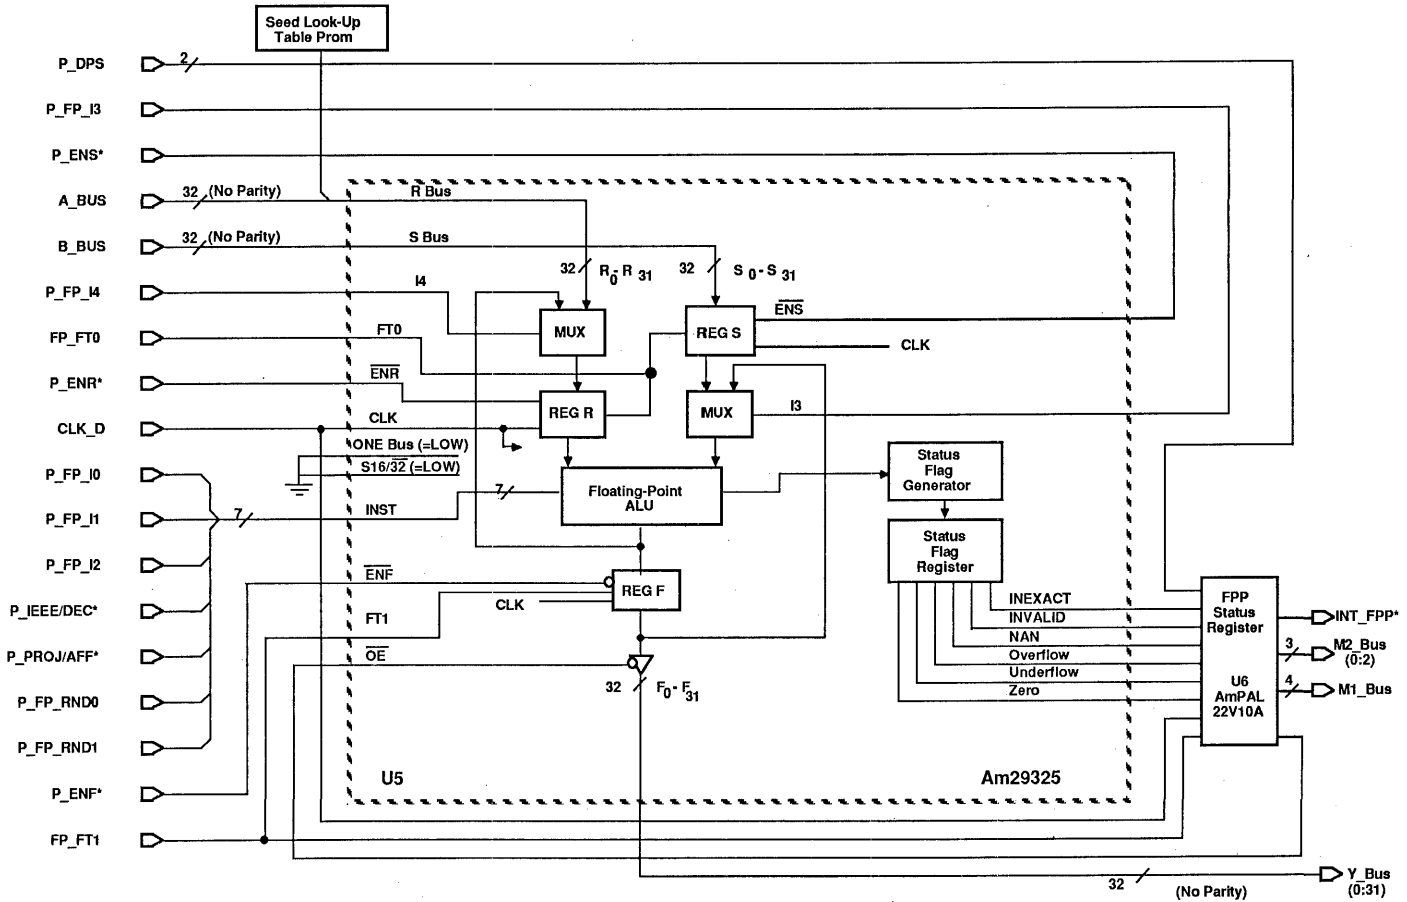 Seed Look-Up
Table Prom
P_DPS
2
P_FP_I3
P_ENS*
A_BUS
32
(No Parity)
R Bus
B_BUS
32
(No Parity)
S Bus
32
R0-R 31
32
S 0-S 31
P_FP_I4
I4
ENS
MUX
REG S
FP_FT0
FT0
CLK
P_ENR*
ENR
REG R
MUX
I3
CLK_D
CLK
ONE Bus (=LOW)
S16/32 (=LOW)
Status
Flag
Generator
P_FP_I0
7
Floating-Point
ALU
P_FP_I1
7
INST
Status
Flag
Register
P_FP_I2
ENF
REG F
CLK
P_IEEE/DEC*
FT1
INEXACT
INVALID
NAN
Overflow
Underflow
Zero
FPP
Status
Register
U6
AmPAL
22V10A
INT_FPP*
3
M2_Bus
(0:2)
4
M1_Bus
P_PROJ/AFF*
OE
32
F0-F31
P_FP_RND0
P_FP_RND1
U5
Am29325
P_ENF*
FP_FT1
32
(No Parity)
Y_Bus
(0:31)